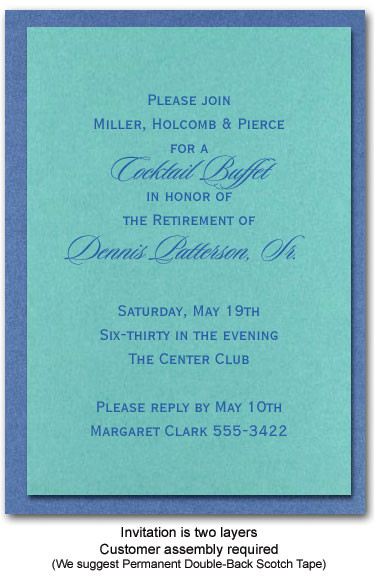 Please join
Miller, Holcomb & Pierce
for a
Cocktail Buffet
in honor of
the Retirement of
Dennis Patterson, Sr.
Saturday, May 19th
Six-thirty in the evening
The Center Club
Please reply by May 10th
Margaret Clark 555-3422
Invitation is two layers
Customer assembly required
(We suggest Permanent Double-Back Scotch Tape)